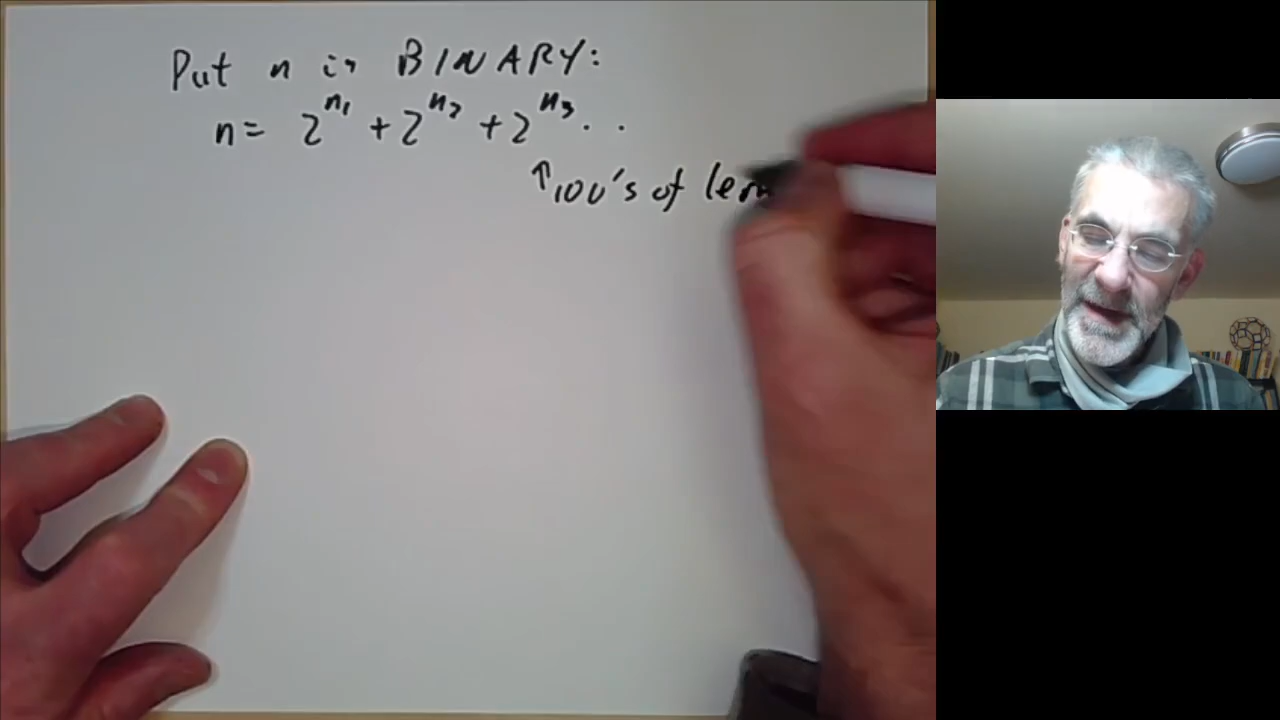 Put n in BINARY:
n = 2^n₁ + 2^n₂ + 2^n₃ . .
↑ 100's of